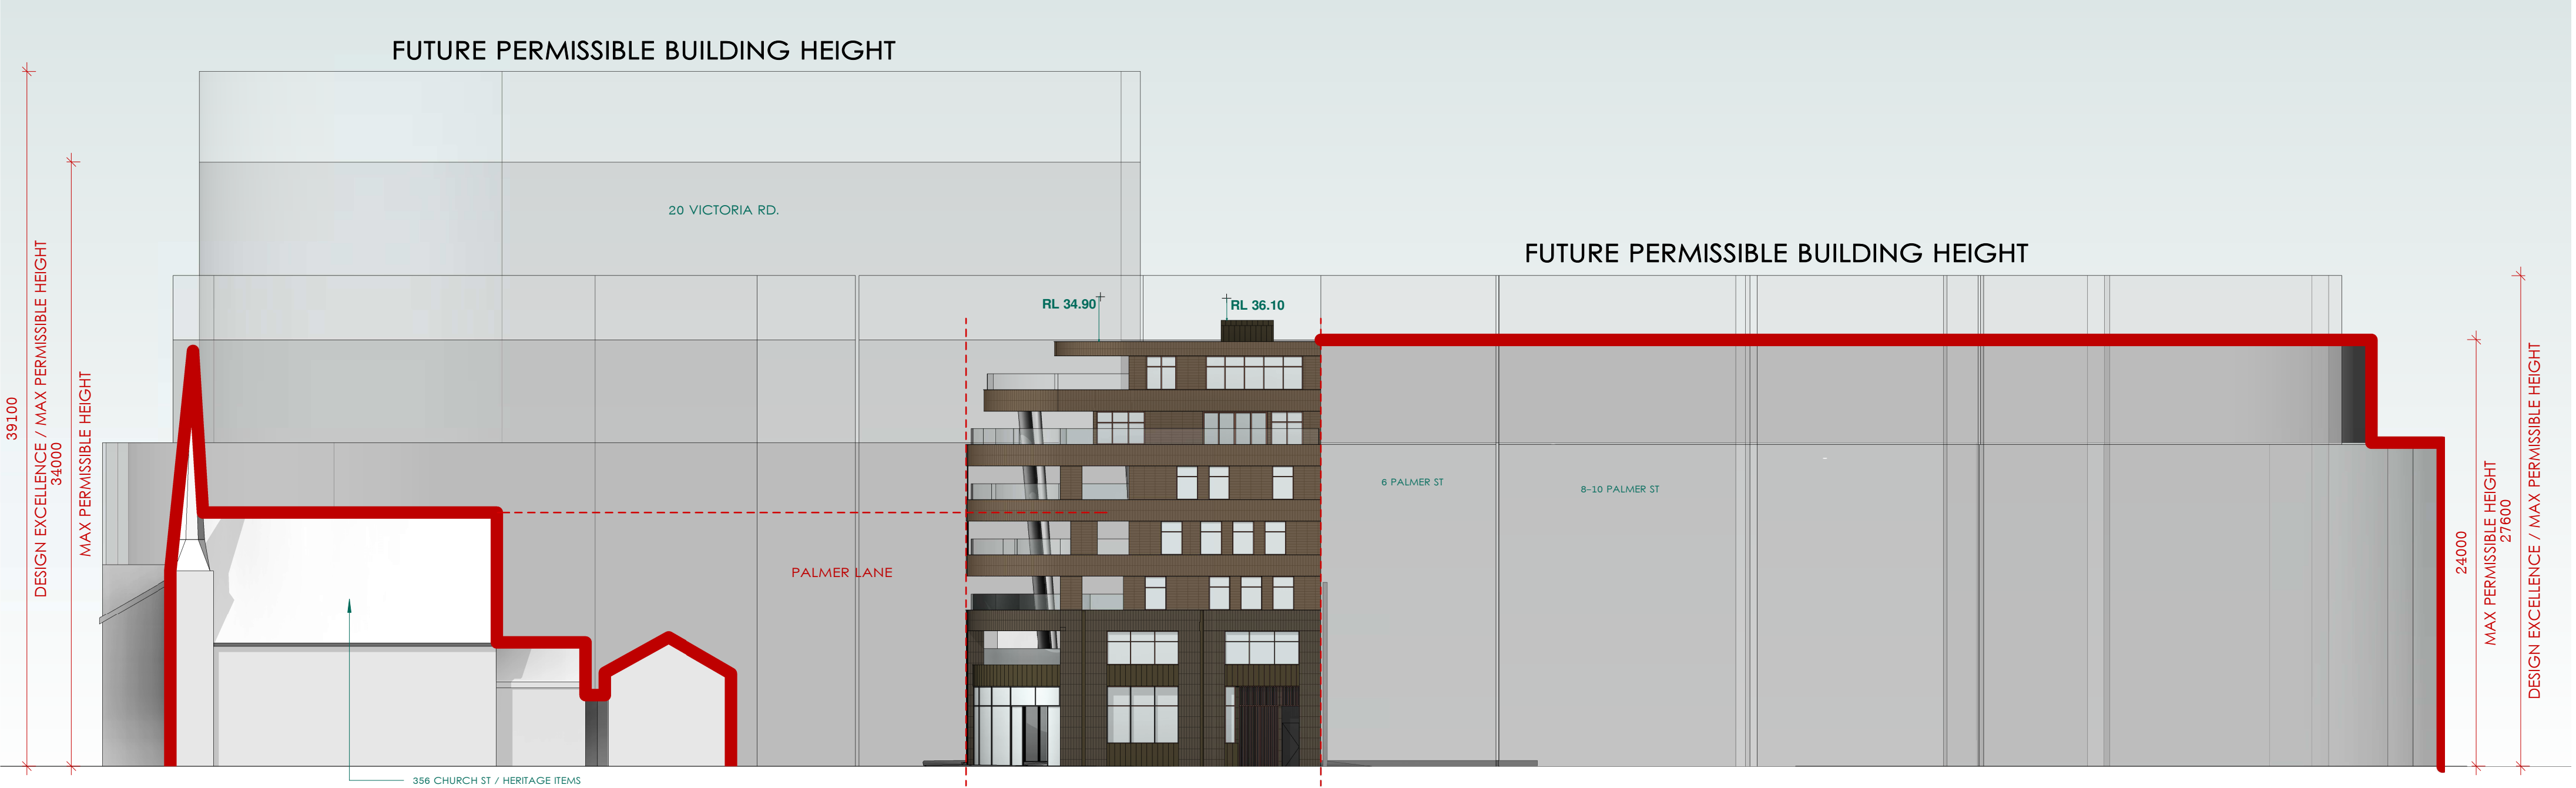 FUTURE PERMISSIBLE BUILDING HEIGHT
39100
DESIGN EXCELLENCE / MAX PERMISSIBLE HEIGHT
34000
MAX PERMISSIBLE HEIGHT
20 VICTORIA RD.
FUTURE PERMISSIBLE BUILDING HEIGHT
RL 34.90
RL 36.10
6 PALMER ST
8-10 PALMER ST
PALMER LANE
24000
MAX PERMISSIBLE HEIGHT
27600
DESIGN EXCELLENCE / MAX PERMISSIBLE HEIGHT
356 CHURCH ST / HERITAGE ITEMS